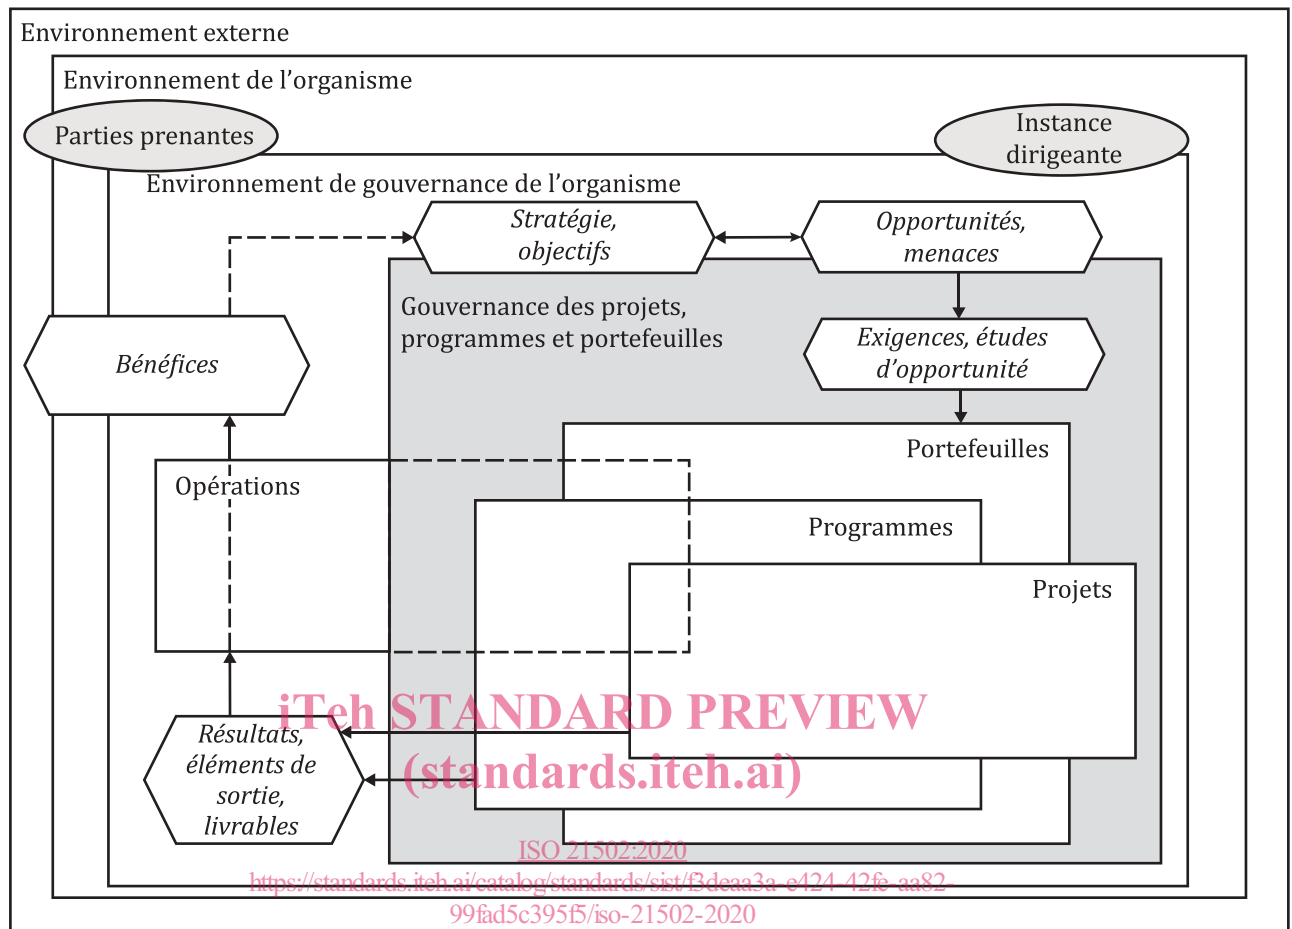 Environnement externe
Environnement de l’organisme
Parties prenantes
Instance
dirigeante
Environnement de gouvernance de l’organisme
Stratégie,
objectifs
Opportunités,
menaces
Gouvernance des projets,
programmes et portefeuilles
Exigences, études
d’opportunité
Bénéfices
Portefeuilles
Opérations
Programmes
Projets
iTeh STANDARD PREVIEW
(standards.iteh.ai)
Résultats,
éléments de
sortie,
livrables
ISO 21502:2020
https://standards.iteh.ai/catalog/standards/sist/f3deaa3a-e424-42fe-aa82-
99fad5c395f5/iso-21502-2020